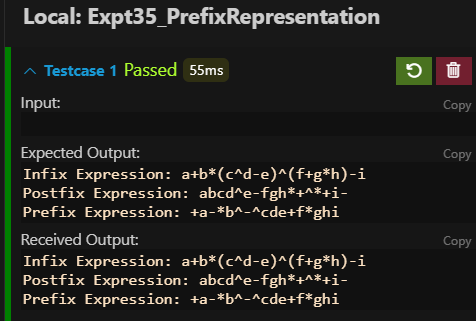 Local: Expt35_PrefixRepresentation
Testcase 1 Passed 55ms
Input: Copy
Expected Output: Copy
Infix Expression: a+b*(c^d-e)^(f+g*h)-i
Postfix Expression: abcd^e-fgh*+^*+i-
Prefix Expression: +a-*b^-^cde+f*ghi
Received Output: Copy
Infix Expression: a+b*(c^d-e)^(f+g*h)-i
Postfix Expression: abcd^e-fgh*+^*+i-
Prefix Expression: +a-*b^-^cde+f*ghi